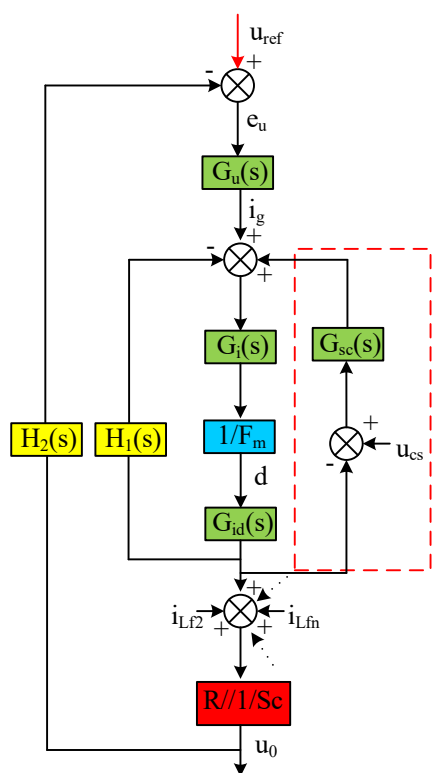 u_ref
+
-
e_u
G_u(s)
i_g
+
-
+
G_i(s)
G_sc(s)
H_2(s)
H_1(s)
1/F_m
+
-
u_cs
d
G_id(s)
+
i_Lf2
i_Lfn
+
+
R//1/Sc
u_0